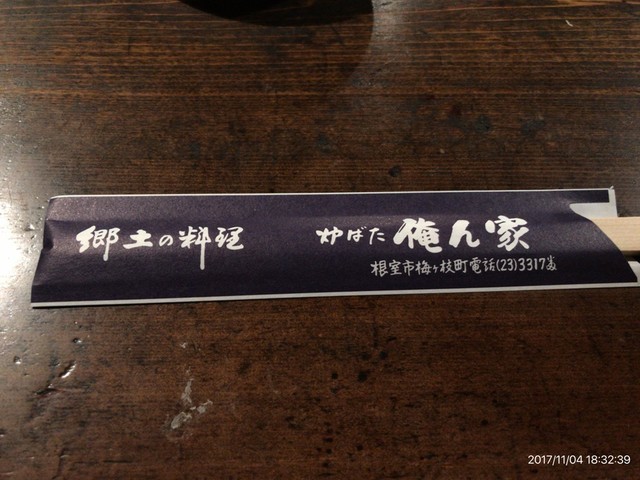 郷土の料理
炉ばた 俺ん家
根室市梅ヶ枝町電話(23)3317番
2017/11/04 18:32:39